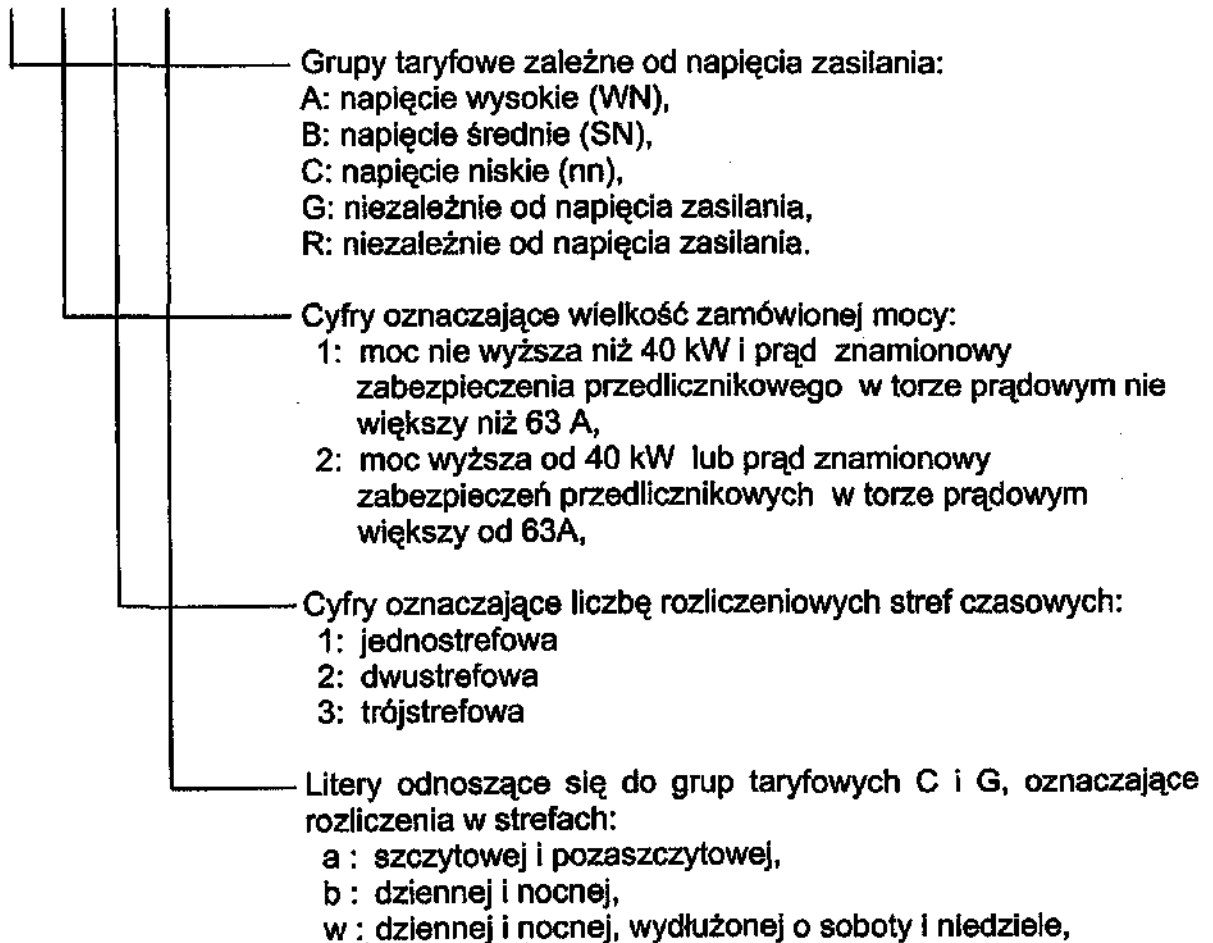 Grupy taryfowe zależne od napięcia zasilania:
A: napięcie wysokie (WN),
B: napięcie średnie (SN),
C: napięcie niskie (nn),
G: niezależnie od napięcia zasilania,
R: niezależnie od napięcia zasilania.
Cyfry oznaczające wielkość zamówionej mocy:
1: moc nie wyższa niż 40 kW i prąd znamionowy
zabezpieczenia przedlicznikowego w torze prądowym nie
większy niż 63 A,
2: moc wyższa od 40 kW lub prąd znamionowy
zabezpieczeń przedlicznikowych w torze prądowym
większy od 63A,
Cyfry oznaczające liczbę rozliczeniowych stref czasowych:
1: jednostrefowa
2: dwustrefowa
3: trójstrefowa
Litery odnoszące się do grup taryfowych C i G, oznaczające
rozliczenia w strefach:
a : szczytowej i pozaszczytowej,
b : dziennej i nocnej,
w : dziennej i nocnej, wydłużonej o soboty i niedziele,